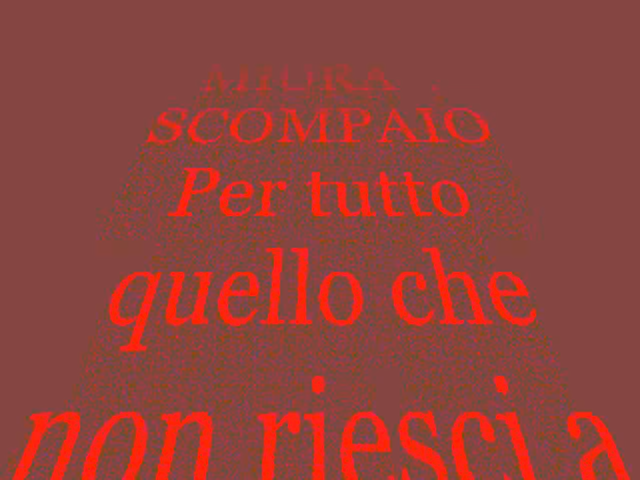 MIURA .
SCOMPAIO
Per tutto
quello che
non riesci a